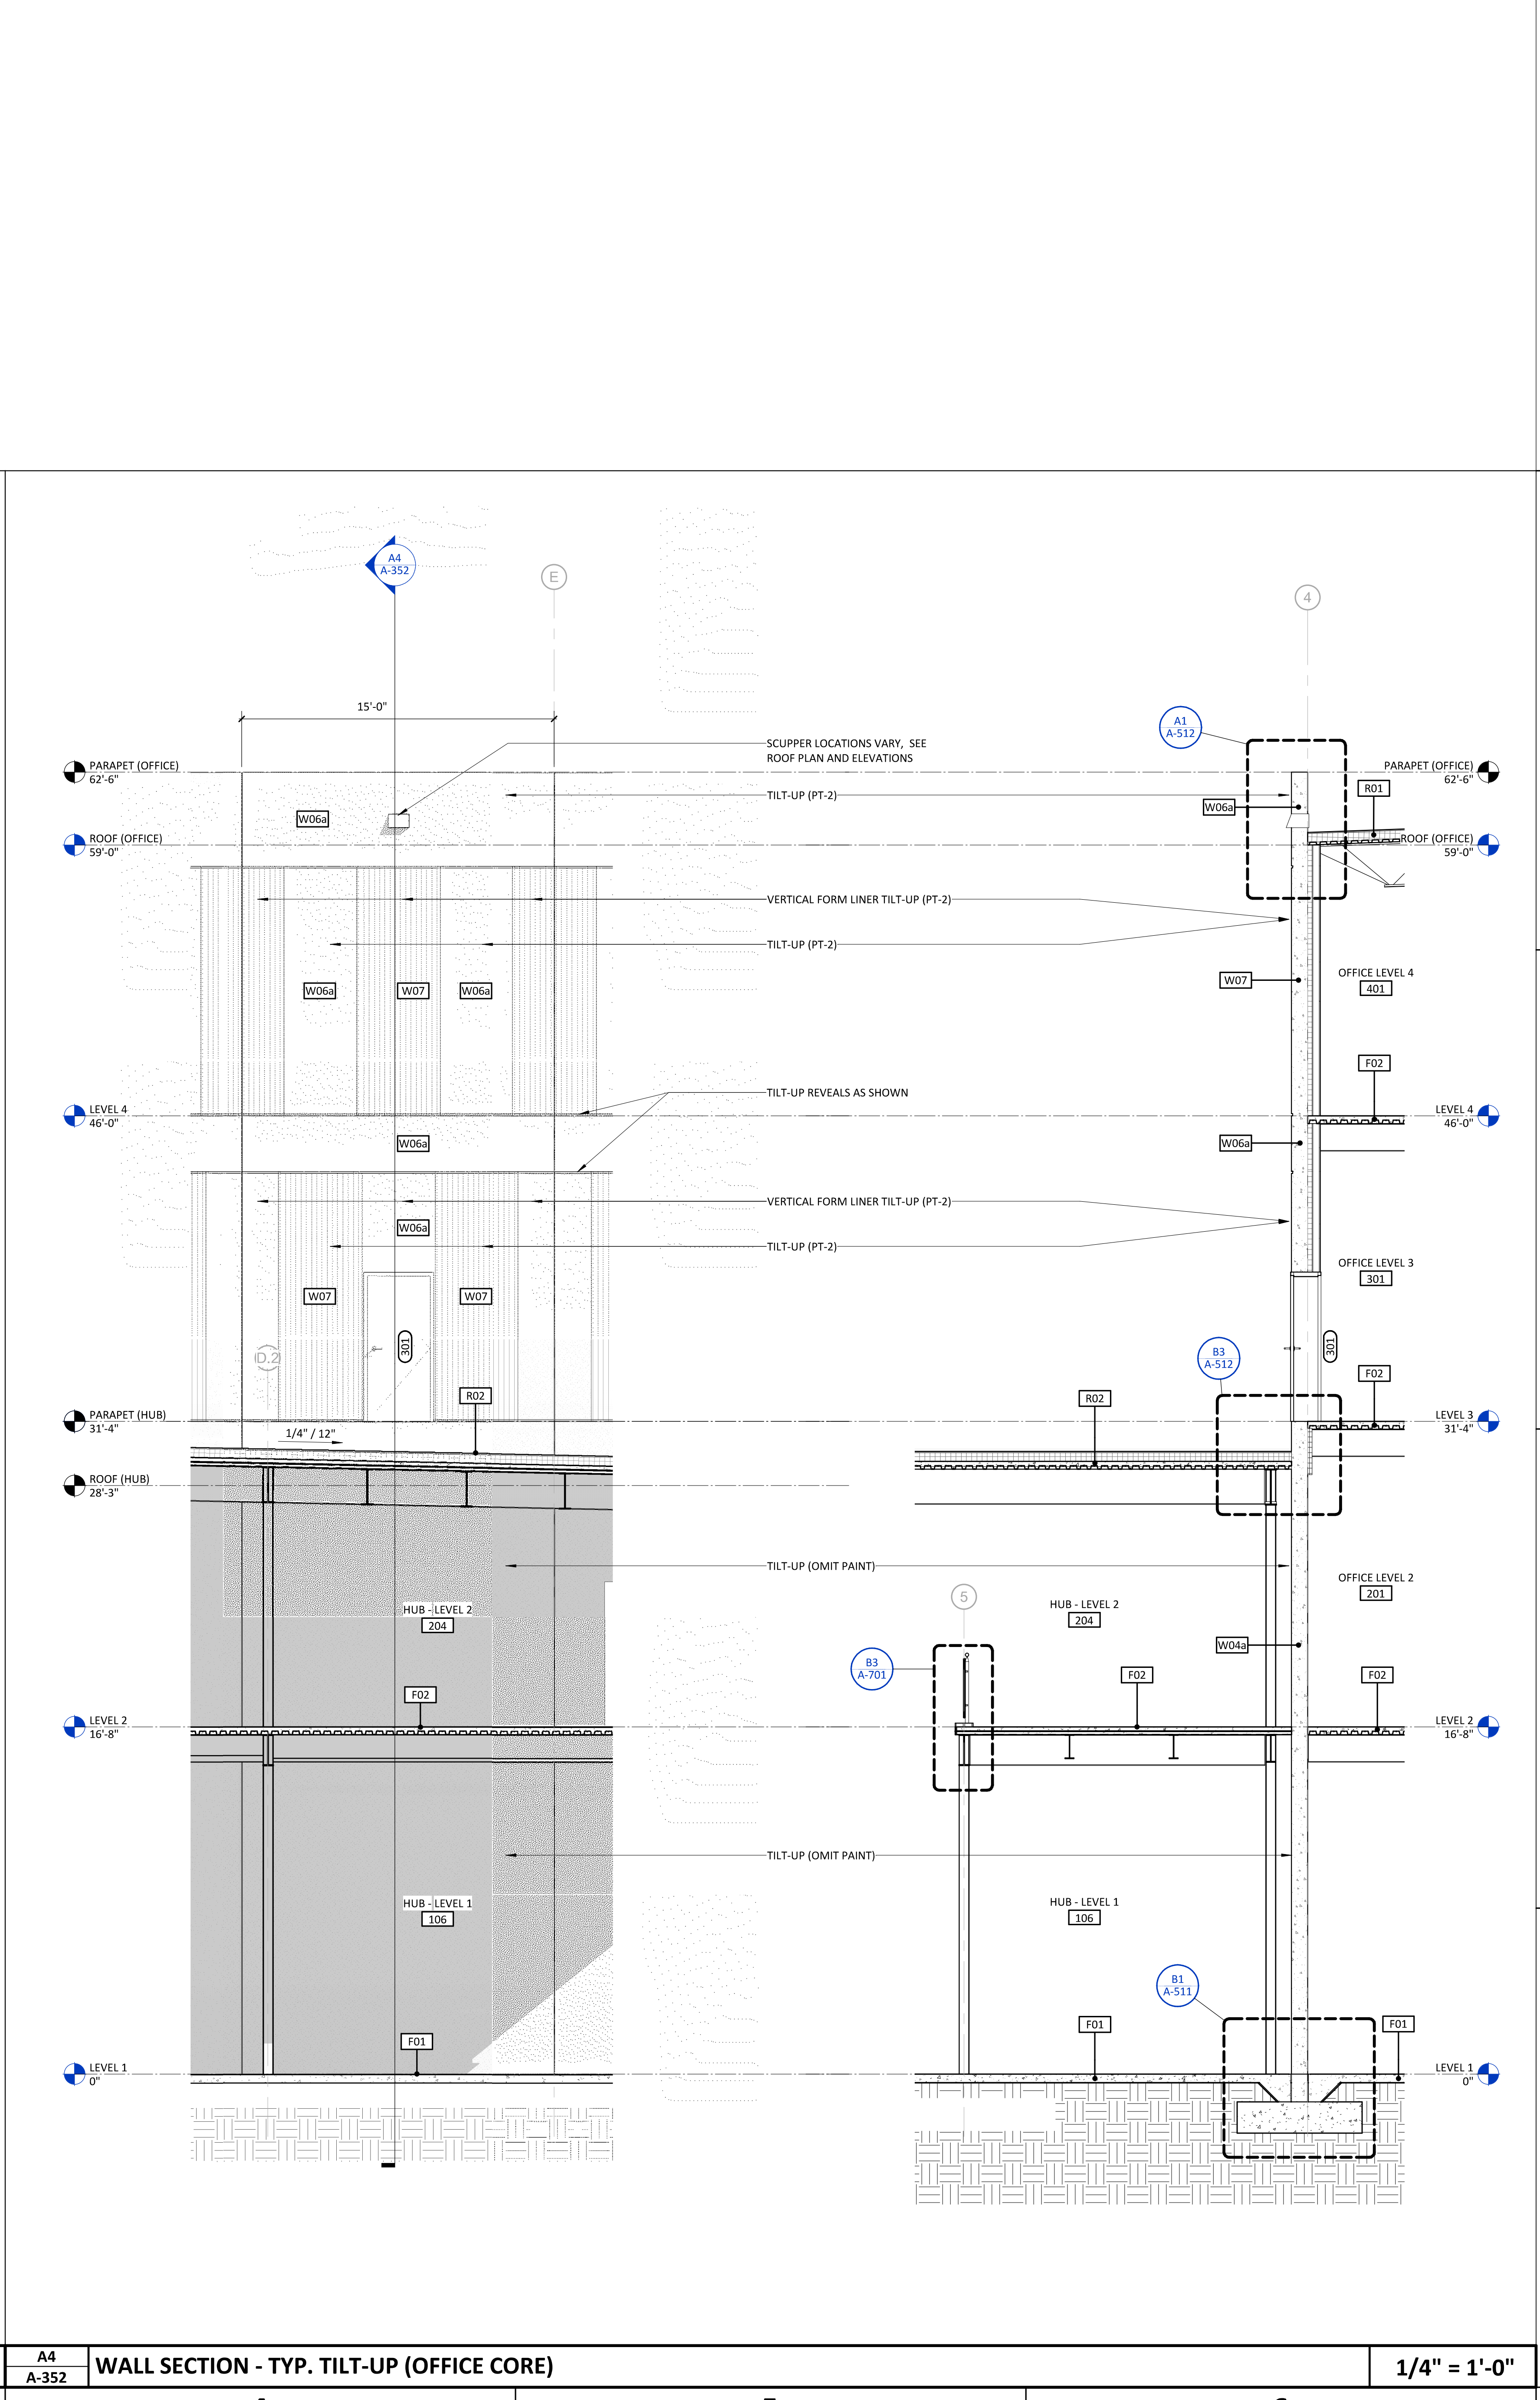 A4
A-352
E
4
15'-0"
A1
A-512
SCUPPER LOCATIONS VARY, SEE
ROOF PLAN AND ELEVATIONS
PARAPET (OFFICE)
62'-6"
PARAPET (OFFICE)
62'-6"
TILT-UP (PT-2)
R01
W06a
W06a
ROOF (OFFICE)
59'-0"
ROOF (OFFICE)
59'-0"
VERTICAL FORM LINER TILT-UP (PT-2)
TILT-UP (PT-2)
W06a
W07
W06a
W07
OFFICE LEVEL 4
401
F02
TILT-UP REVEALS AS SHOWN
LEVEL 4
46'-0"
LEVEL 4
46'-0"
W06a
W06a
VERTICAL FORM LINER TILT-UP (PT-2)
W06a
TILT-UP (PT-2)
OFFICE LEVEL 3
301
W07
W07
301
301
D.2
B3
A-512
F02
R02
R02
PARAPET (HUB)
31'-4"
LEVEL 3
31'-4"
1/4" / 12"
ROOF (HUB)
28'-3"
TILT-UP (OMIT PAINT)
OFFICE LEVEL 2
201
5
HUB - LEVEL 2
204
HUB - LEVEL 2
204
W04a
B3
A-701
F02
F02
F02
LEVEL 2
16'-8"
LEVEL 2
16'-8"
TILT-UP (OMIT PAINT)
HUB - LEVEL 1
106
HUB - LEVEL 1
106
B1
A-511
F01
F01
F01
LEVEL 1
0"
LEVEL 1
0"
A4
A-352
WALL SECTION - TYP. TILT-UP (OFFICE CORE)
1/4" = 1'-0"